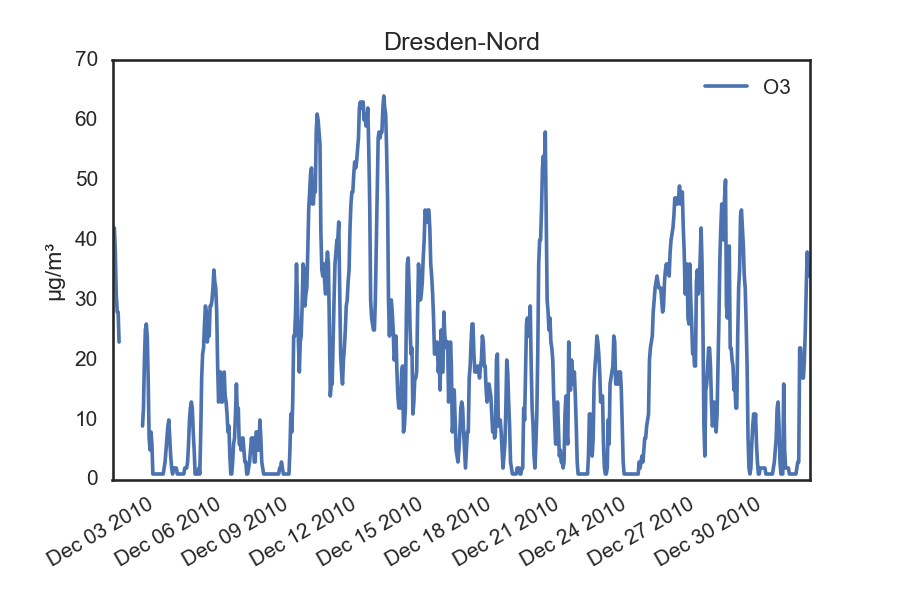 Dresden-Nord
O3
µg/m³
70
60
50
40
30
20
10
0
Dec 03 2010
Dec 06 2010
Dec 09 2010
Dec 12 2010
Dec 15 2010
Dec 18 2010
Dec 21 2010
Dec 24 2010
Dec 27 2010
Dec 30 2010